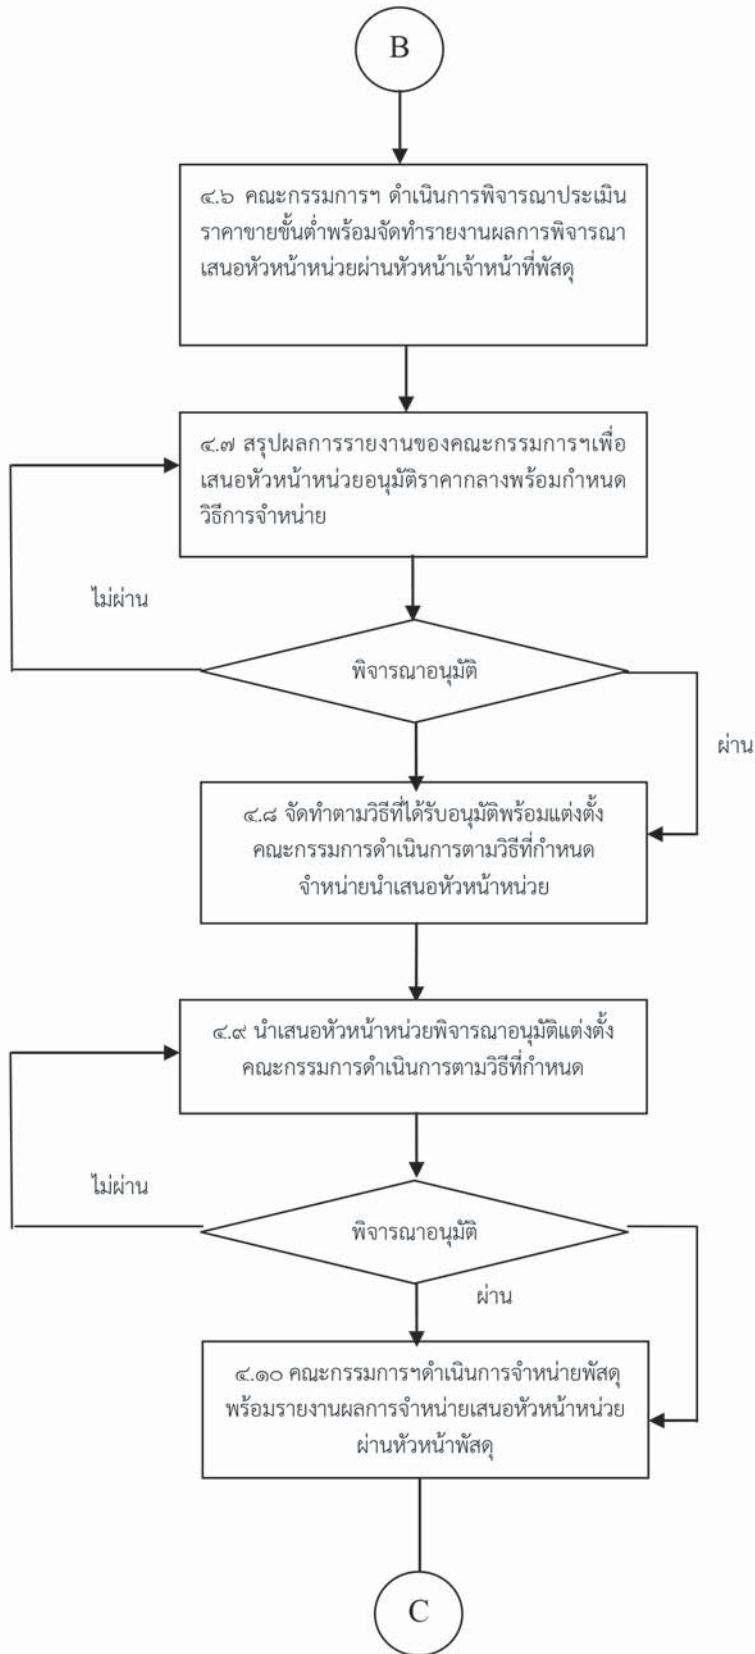 B
๔.๖ คณะกรรมการฯ ดำเนินการพิจารณาประเมิน
ราคาขายขั้นต่ำพร้อมจัดทำรายงานผลการพิจารณา
เสนอหัวหน้าหน่วยผ่านหัวหน้าเจ้าหน้าที่พัสดุ
๔.๗ สรุปผลการรายงานของคณะกรรมการฯเพื่อ
เสนอหัวหน้าหน่วยอนุมัติราคากลางพร้อมกำหนด
วิธีการจำหน่าย
ไม่ผ่าน
พิจารณาอนุมัติ
ผ่าน
๔.๘ จัดทำตามวิธีที่ได้รับอนุมัติพร้อมแต่งตั้ง
คณะกรรมการดำเนินการตามวิธีที่กำหนด
จำหน่ายนำเสนอหัวหน้าหน่วย
๔.๙ นำเสนอหัวหน้าหน่วยพิจารณาอนุมัติแต่งตั้ง
คณะกรรมการดำเนินการตามวิธีที่กำหนด
ไม่ผ่าน
พิจารณาอนุมัติ
ผ่าน
๔.๑๐ คณะกรรมการฯดำเนินการจำหน่ายพัสดุ
พร้อมรายงานผลการจำหน่ายเสนอหัวหน้าหน่วย
ผ่านหัวหน้าพัสดุ
C